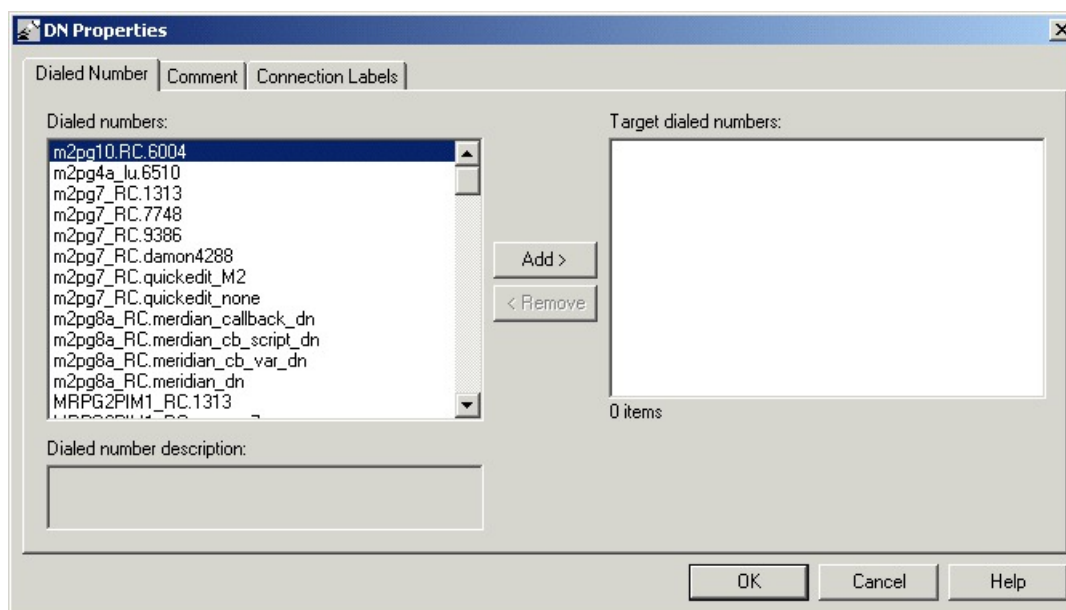 DN Properties
Dialed Number
Comment
Connection Labels
Dialed numbers:
m2pg10.RC.6004
m2pg4a_lu.6510
m2pg7_RC.1313
m2pg7_RC.7748
m2pg7_RC.9386
m2pg7_RC.damon4288
m2pg7_RC.quickedit_M2
m2pg7_RC.quickedit_none
m2pg8a_RC.merdian_callback_dn
m2pg8a_RC.meridian_cb_script_dn
m2pg8a_RC.meridian_cb_var_dn
m2pg8a_RC.meridian_dn
MRPG2PIM1_RC.1313
Add >
< Remove
Target dialed numbers:
0 items
Dialed number description:
OK
Cancel
Help